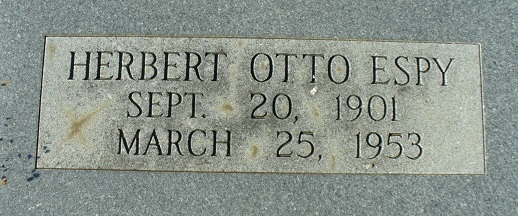 HERBERT OTTO ESPY
SEPT. 20, 1901
MARCH 25, 1953